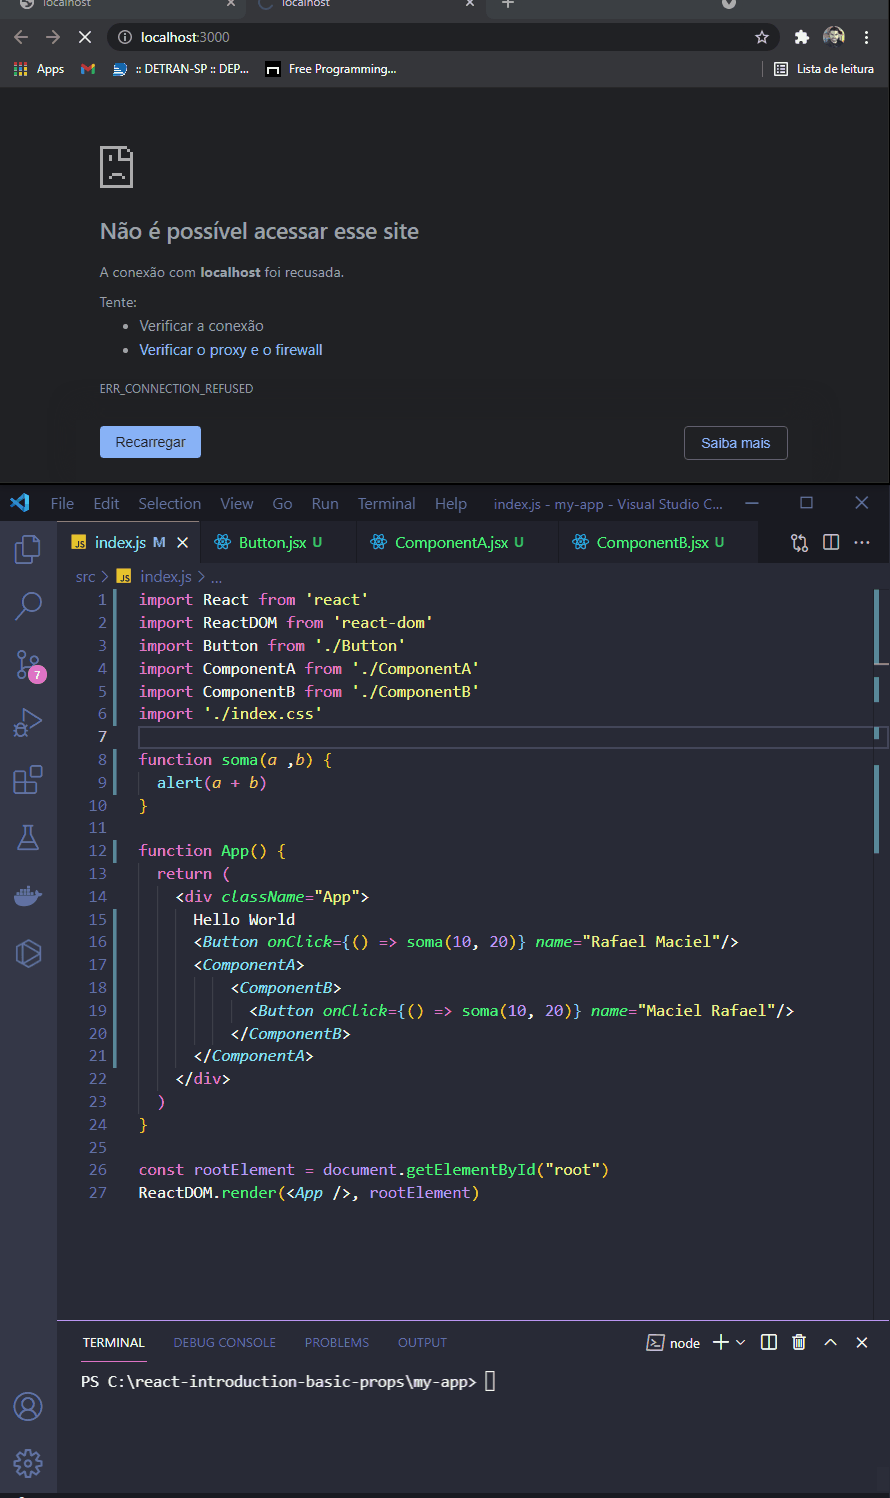 localhost
localhost
localhost:3000
Apps
:: DETRAN-SP :: DEP...
Free Programming...
Lista de leitura
Não é possível acessar esse site
A conexão com localhost foi recusada.
Tente:
• Verificar a conexão
• Verificar o proxy e o firewall
ERR_CONNECTION_REFUSED
Recarregar
Saiba mais
File Edit Selection View Go Run Terminal Help index.js - my-app - Visual Studio C...
JS index.js M
Button.jsx U
ComponentA.jsx U
ComponentB.jsx U
src > JS index.js > ...
7
1 import React from 'react'
2 import ReactDOM from 'react-dom'
3 import Button from './Button'
4 import ComponentA from './ComponentA'
5 import ComponentB from './ComponentB'
6 import './index.css'
7
8 function soma(a ,b) {
9 alert(a + b)
10 }
11
12 function App() {
13 return (
14 <div className="App">
15 Hello World
16 <Button onClick={() => soma(10, 20)} name="Rafael Maciel"/>
17 <ComponentA>
18 <ComponentB>
19 <Button onClick={() => soma(10, 20)} name="Maciel Rafael"/>
20 </ComponentB>
21 </ComponentA>
22 </div>
23 )
24 }
25
26 const rootElement = document.getElementById("root")
27 ReactDOM.render(<App />, rootElement)
TERMINAL DEBUG CONSOLE PROBLEMS OUTPUT node
PS C:\react-introduction-basic-props\my-app>